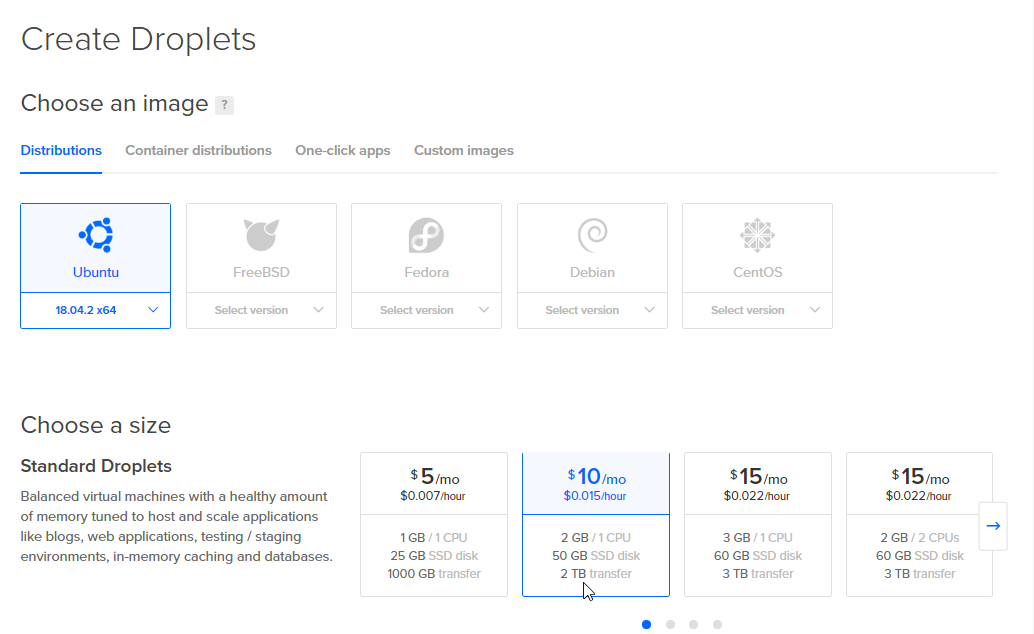 Create Droplets
Choose an image ?
Distributions Container distributions One-click apps Custom images
Ubuntu FreeBSD Fedora Debian CentOS
18.04.2 x64 Select version Select version Select version Select version
Choose a size
Standard Droplets
Balanced virtual machines with a healthy amount
of memory tuned to host and scale applications
like blogs, web applications, testing / staging
environments, in-memory caching and databases.
$5/mo
$0.007/hour
1 GB / 1 CPU
25 GB SSD disk
1000 GB transfer
$10/mo
$0.015/hour
2 GB / 1 CPU
50 GB SSD disk
2 TB transfer
$15/mo
$0.022/hour
3 GB / 1 CPU
60 GB SSD disk
3 TB transfer
$15/mo
$0.022/hour
2 GB / 2 CPUs
60 GB SSD disk
3 TB transfer